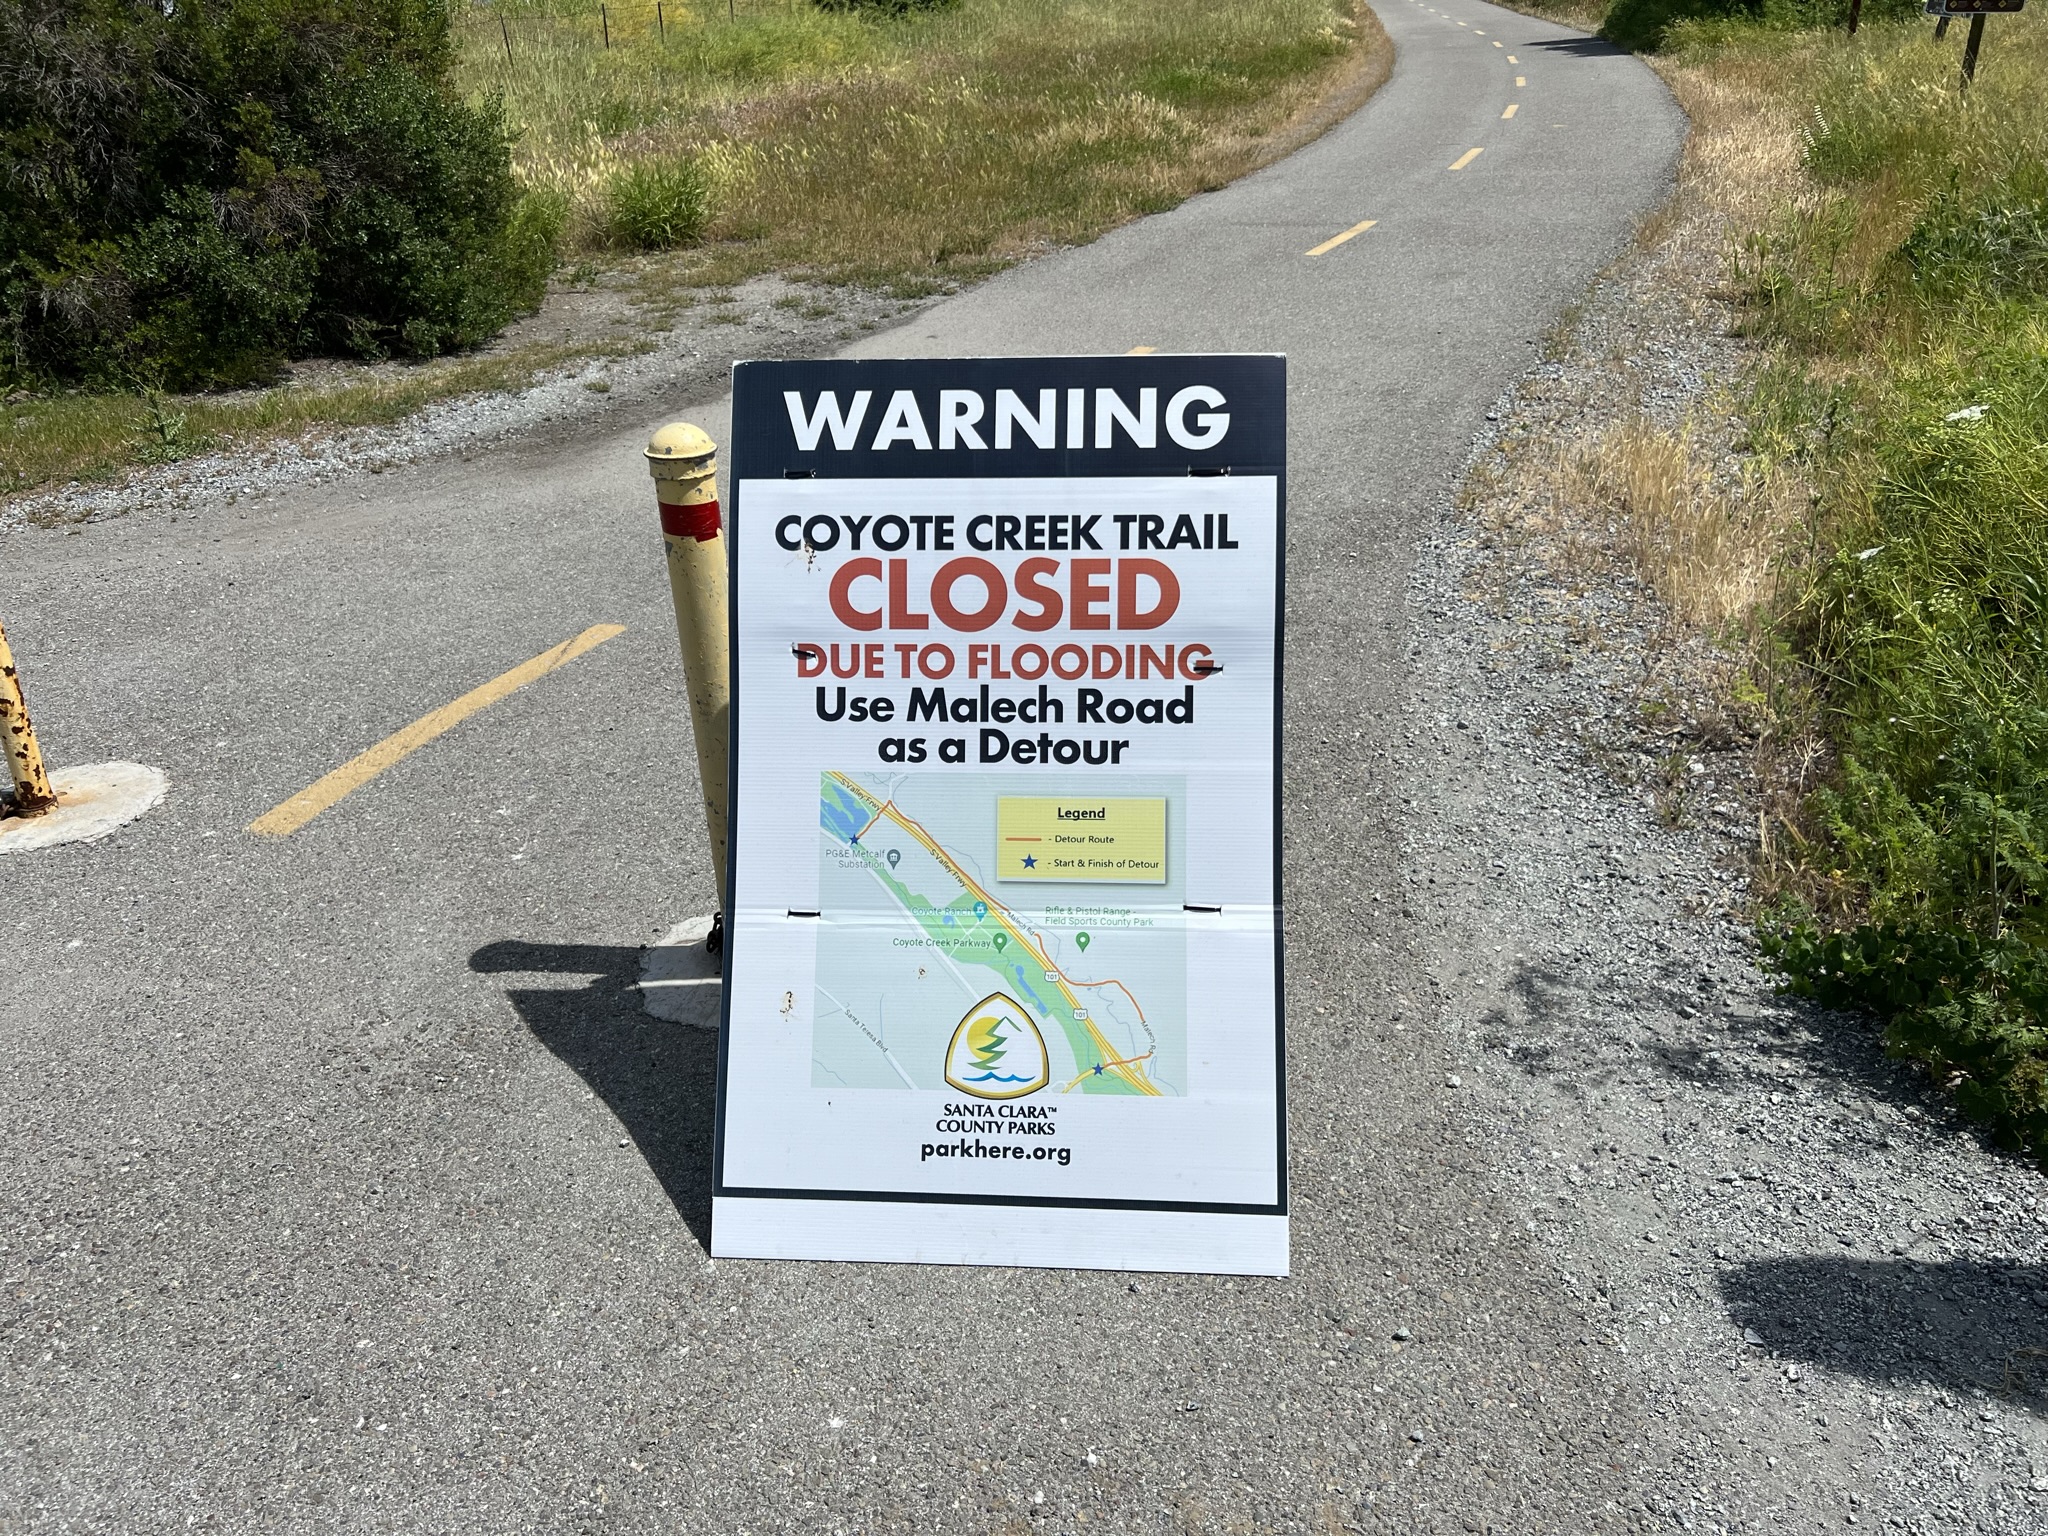 WARNING
COYOTE CREEK TRAIL
CLOSED
DUE TO FLOODING
Use Malech Road
as a Detour
S Valley Frwy
Legend
- Detour Route
- Start & Finish of Detour
PG&E Metcalf
Substation
S Valley Frwy
Coyote Ranch
Malech Rd
Rifle & Pistol Range -
Field Sports County Park
Coyote Creek Parkway
101
101
Santa Teresa Blvd
Malech Rd
SANTA CLARA™
COUNTY PARKS
parkhere.org